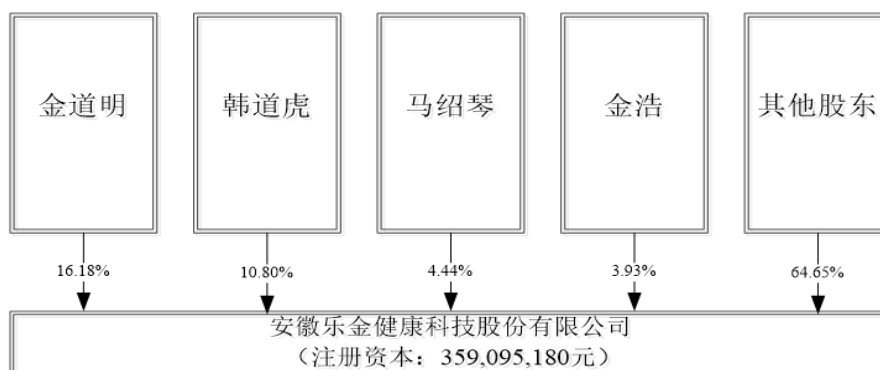 金道明
韩道虎
马绍琴
金浩
其他股东
16.18%
10.80%
4.44%
3.93%
64.65%
安徽乐金健康科技股份有限公司
（注册资本：359,095,180元）